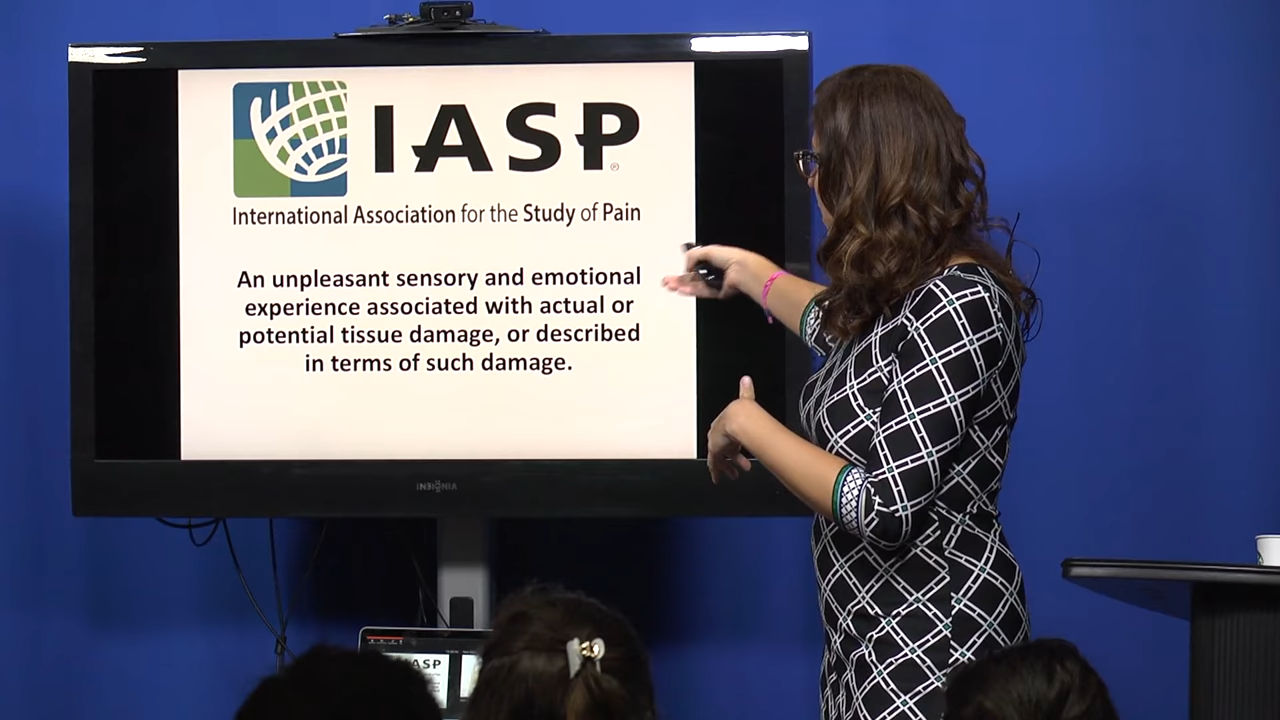 IASP®
International Association for the Study of Pain
An unpleasant sensory and emotional
experience associated with actual or
potential tissue damage, or described
in terms of such damage.
INSIGNIA
IASP